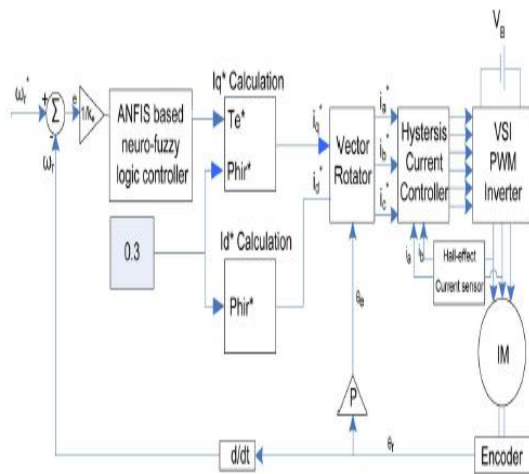 V_B
ω_r*
+
-
Σ
ω_r
e
1/k_e
ANFIS based
neuro-fuzzy
logic controller
0.3
Iq* Calculation
Te*
Phir*
Id* Calculation
Phir*
i_q*
i_d*
Vector
Rotator
i_a*
i_b*
i_c*
Hystersis
Current
Controller
VSI
PWM
Inverter
i_a
i_b
Hall-effect
Current sensor
IM
θ_e
P
θ_r
d/dt
Encoder